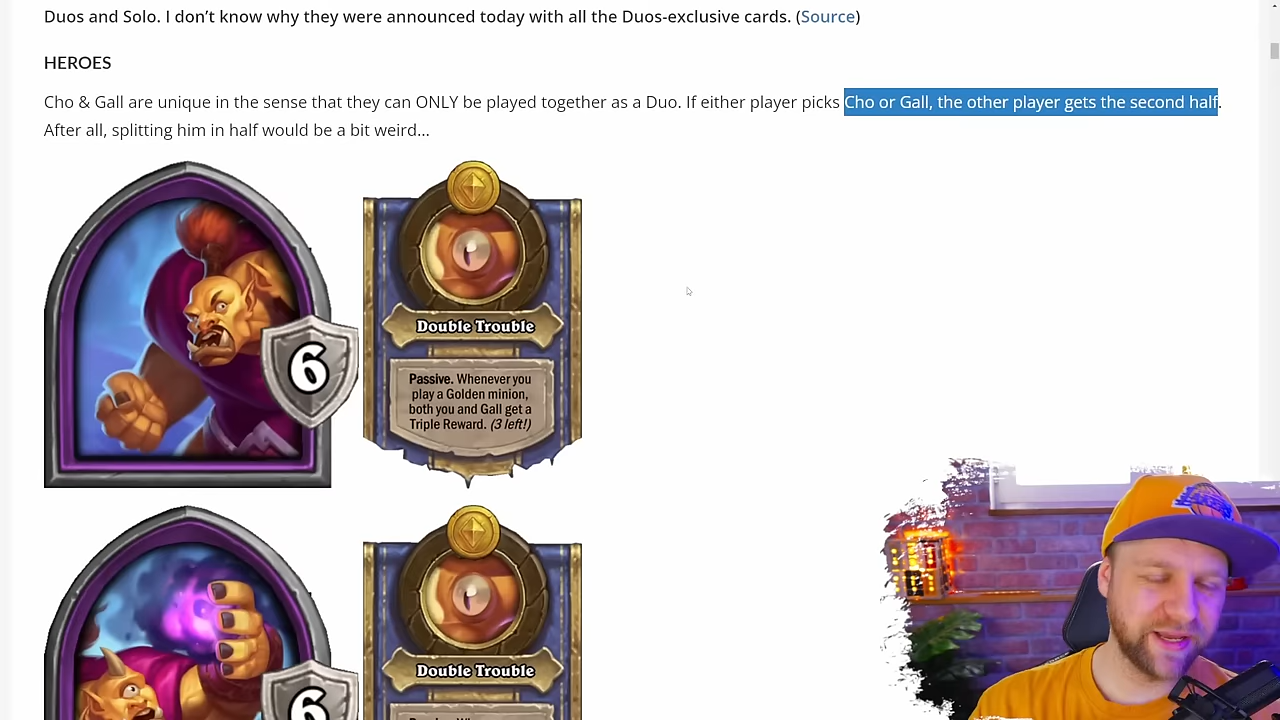 Duos and Solo. I don’t know why they were announced today with all the Duos-exclusive cards. (Source)
HEROES
Cho & Gall are unique in the sense that they can ONLY be played together as a Duo. If either player picks Cho or Gall, the other player gets the second half.
After all, splitting him in half would be a bit weird...
6
Double Trouble
Passive. Whenever you
play a Golden minion,
both you and Gall get a
Triple Reward. (3 left!)
6
Double Trouble